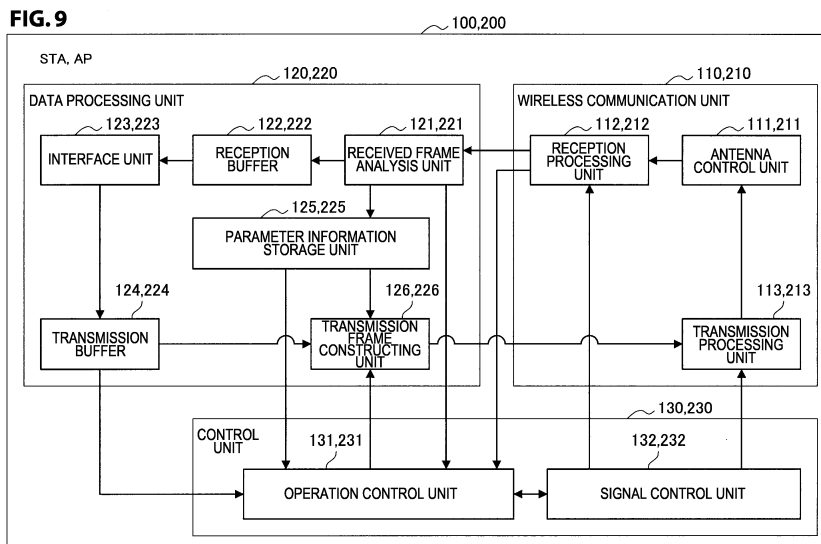 FIG. 9
100,200
STA, AP
120,220
110,210
DATA PROCESSING UNIT
WIRELESS COMMUNICATION UNIT
123,223
122,222
121,221
112,212
111,211
INTERFACE UNIT
RECEPTION
BUFFER
RECEIVED FRAME
ANALYSIS UNIT
RECEPTION
PROCESSING
UNIT
ANTENNA
CONTROL UNIT
125,225
PARAMETER INFORMATION
STORAGE UNIT
124,224
126,226
113,213
TRANSMISSION
BUFFER
TRANSMISSION
FRAME
CONSTRUCTING
UNIT
TRANSMISSION
PROCESSING
UNIT
130,230
CONTROL
UNIT
131,231
132,232
OPERATION CONTROL UNIT
SIGNAL CONTROL UNIT